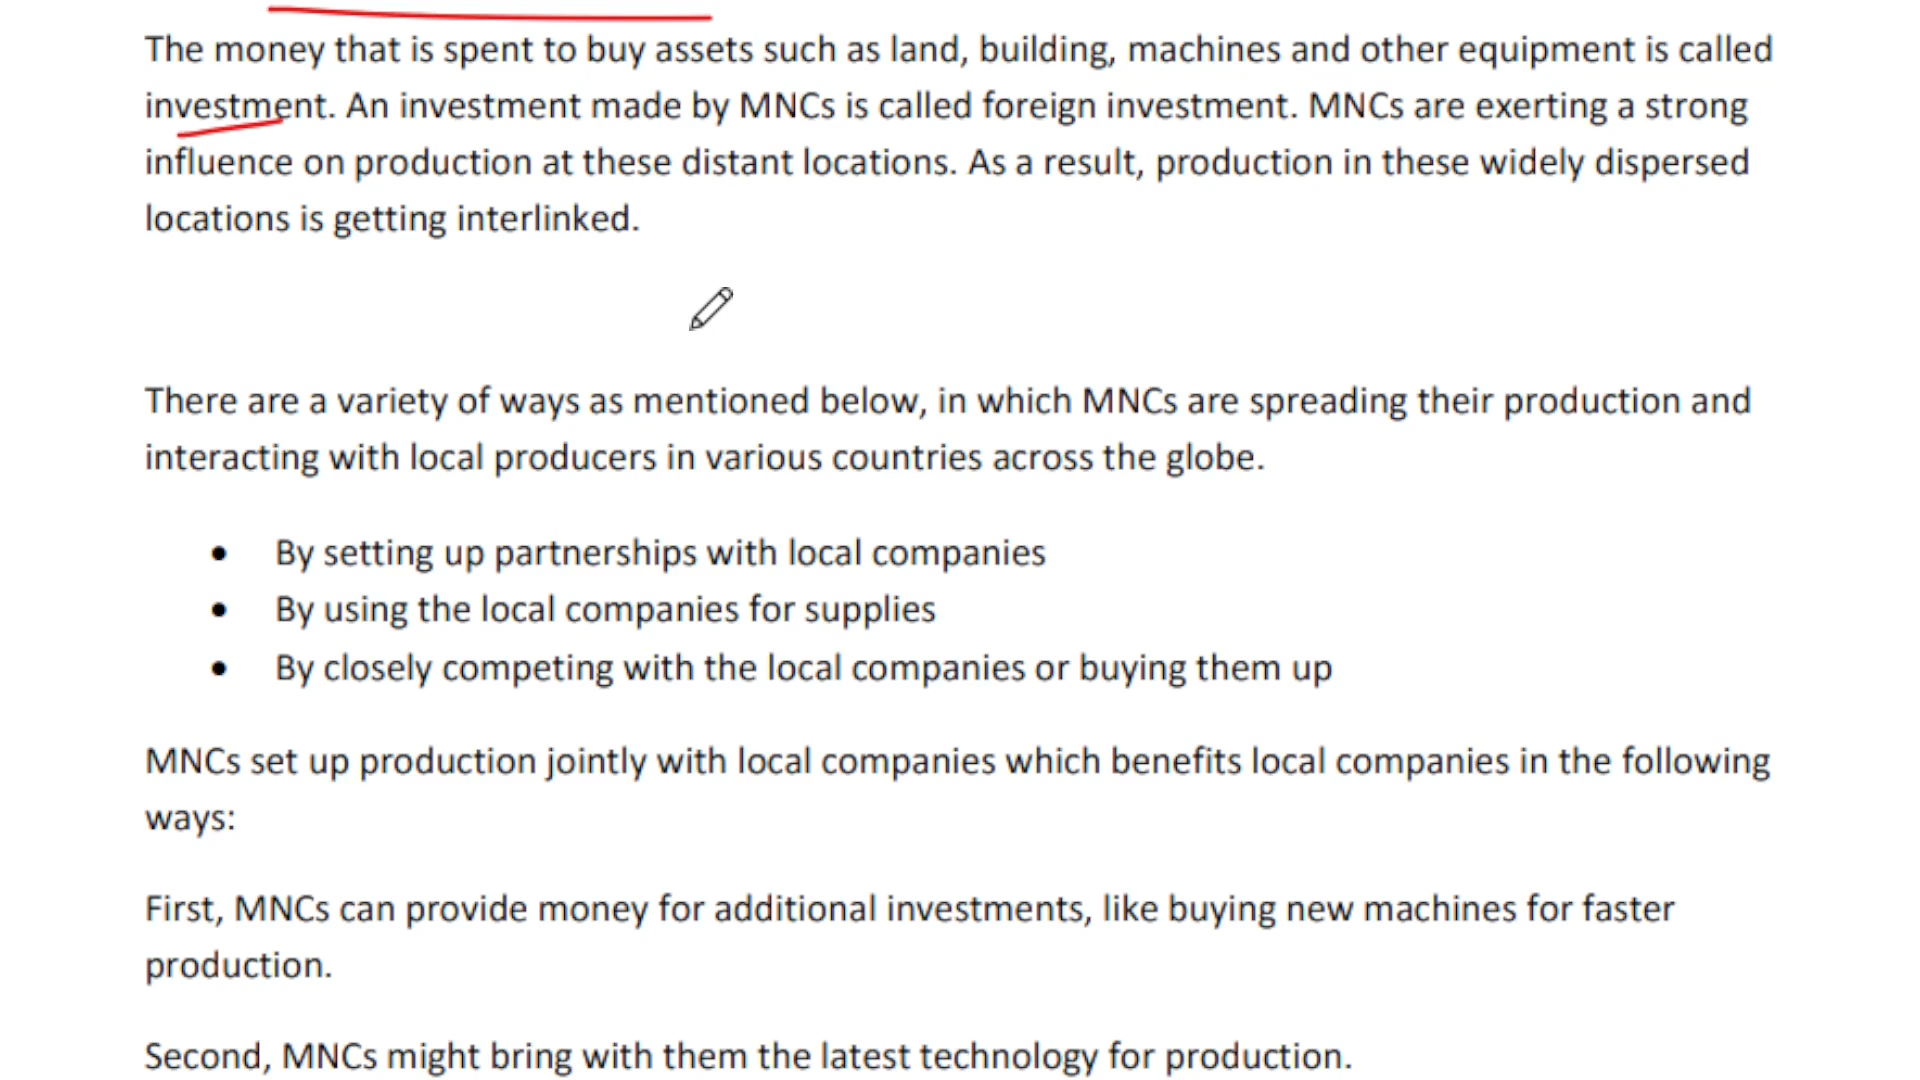 The money that is spent to buy assets such as land, building, machines and other equipment is called
investment. An investment made by MNCs is called foreign investment. MNCs are exerting a strong
influence on production at these distant locations. As a result, production in these widely dispersed
locations is getting interlinked.
There are a variety of ways as mentioned below, in which MNCs are spreading their production and
interacting with local producers in various countries across the globe.
• By setting up partnerships with local companies
• By using the local companies for supplies
• By closely competing with the local companies or buying them up
MNCs set up production jointly with local companies which benefits local companies in the following
ways:
First, MNCs can provide money for additional investments, like buying new machines for faster
production.
Second, MNCs might bring with them the latest technology for production.